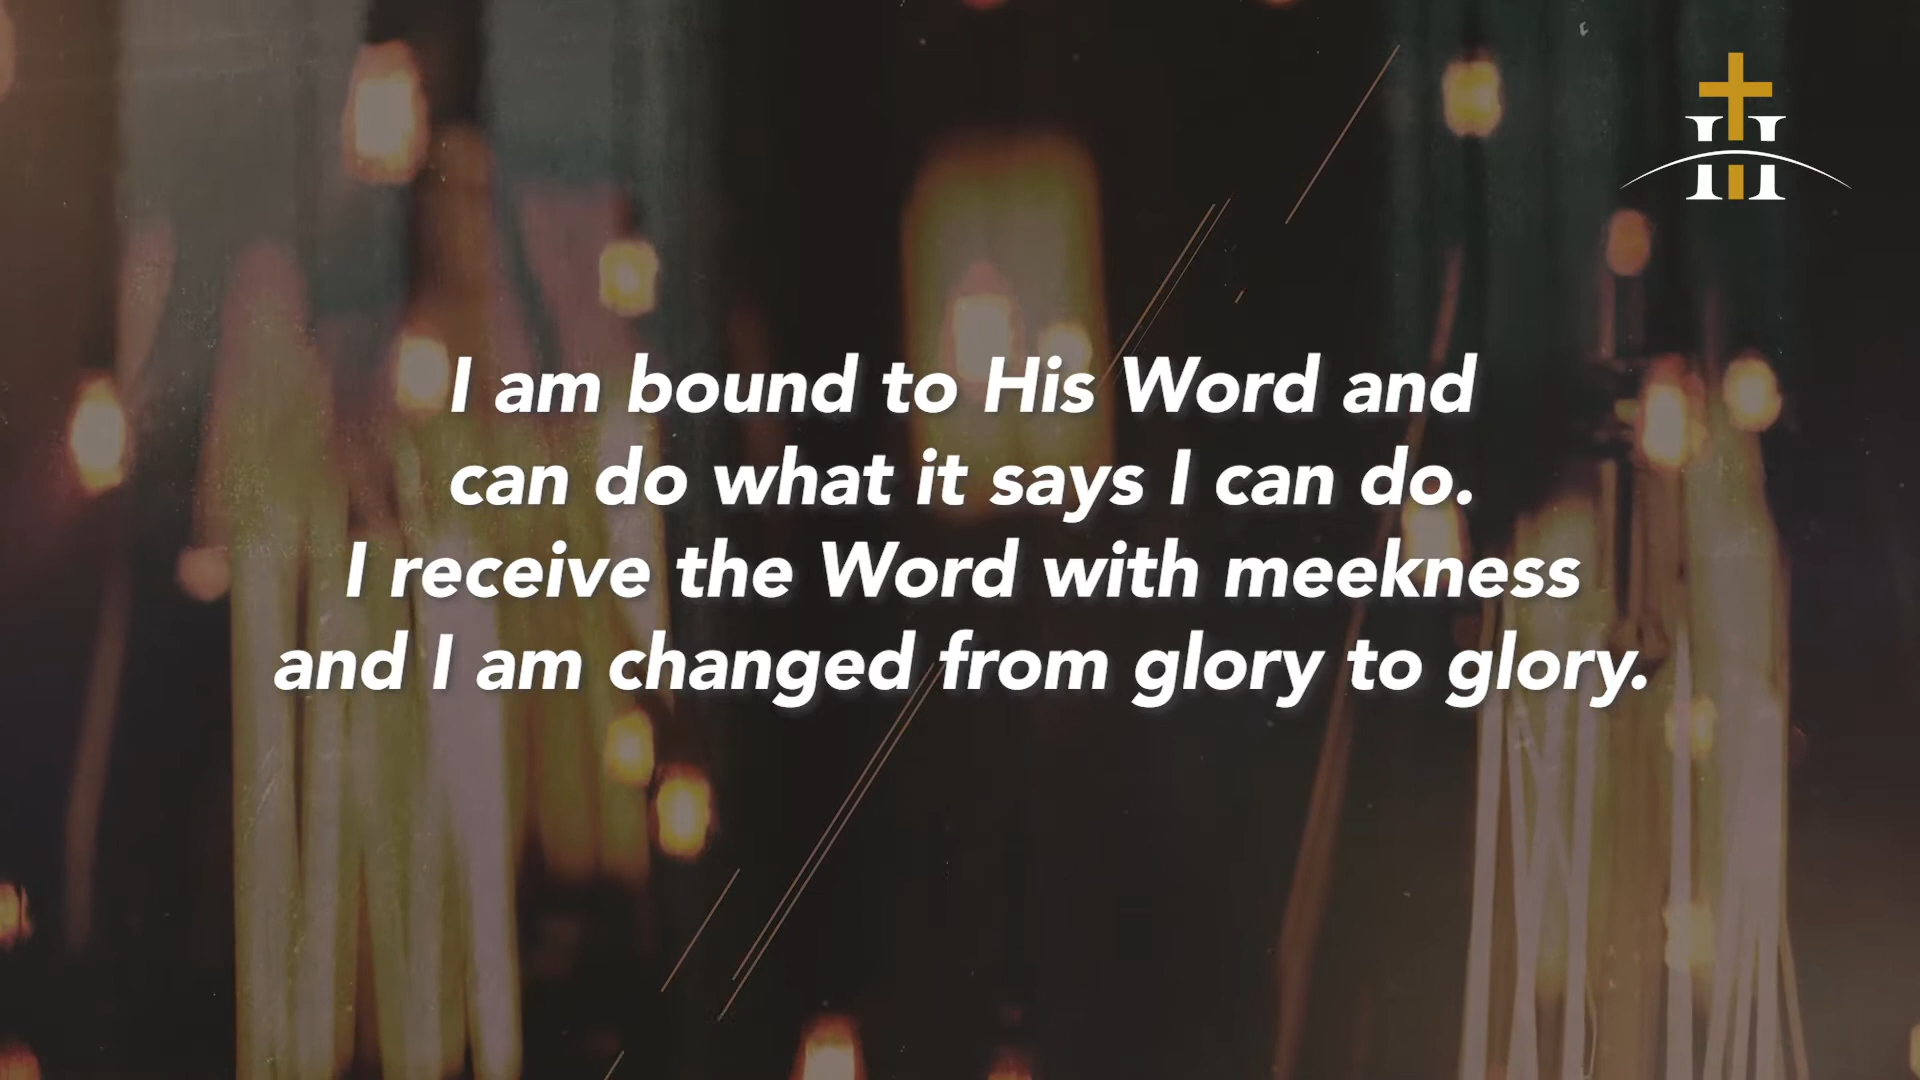 I am bound to His Word and
can do what it says I can do.
I receive the Word with meekness
and I am changed from glory to glory.